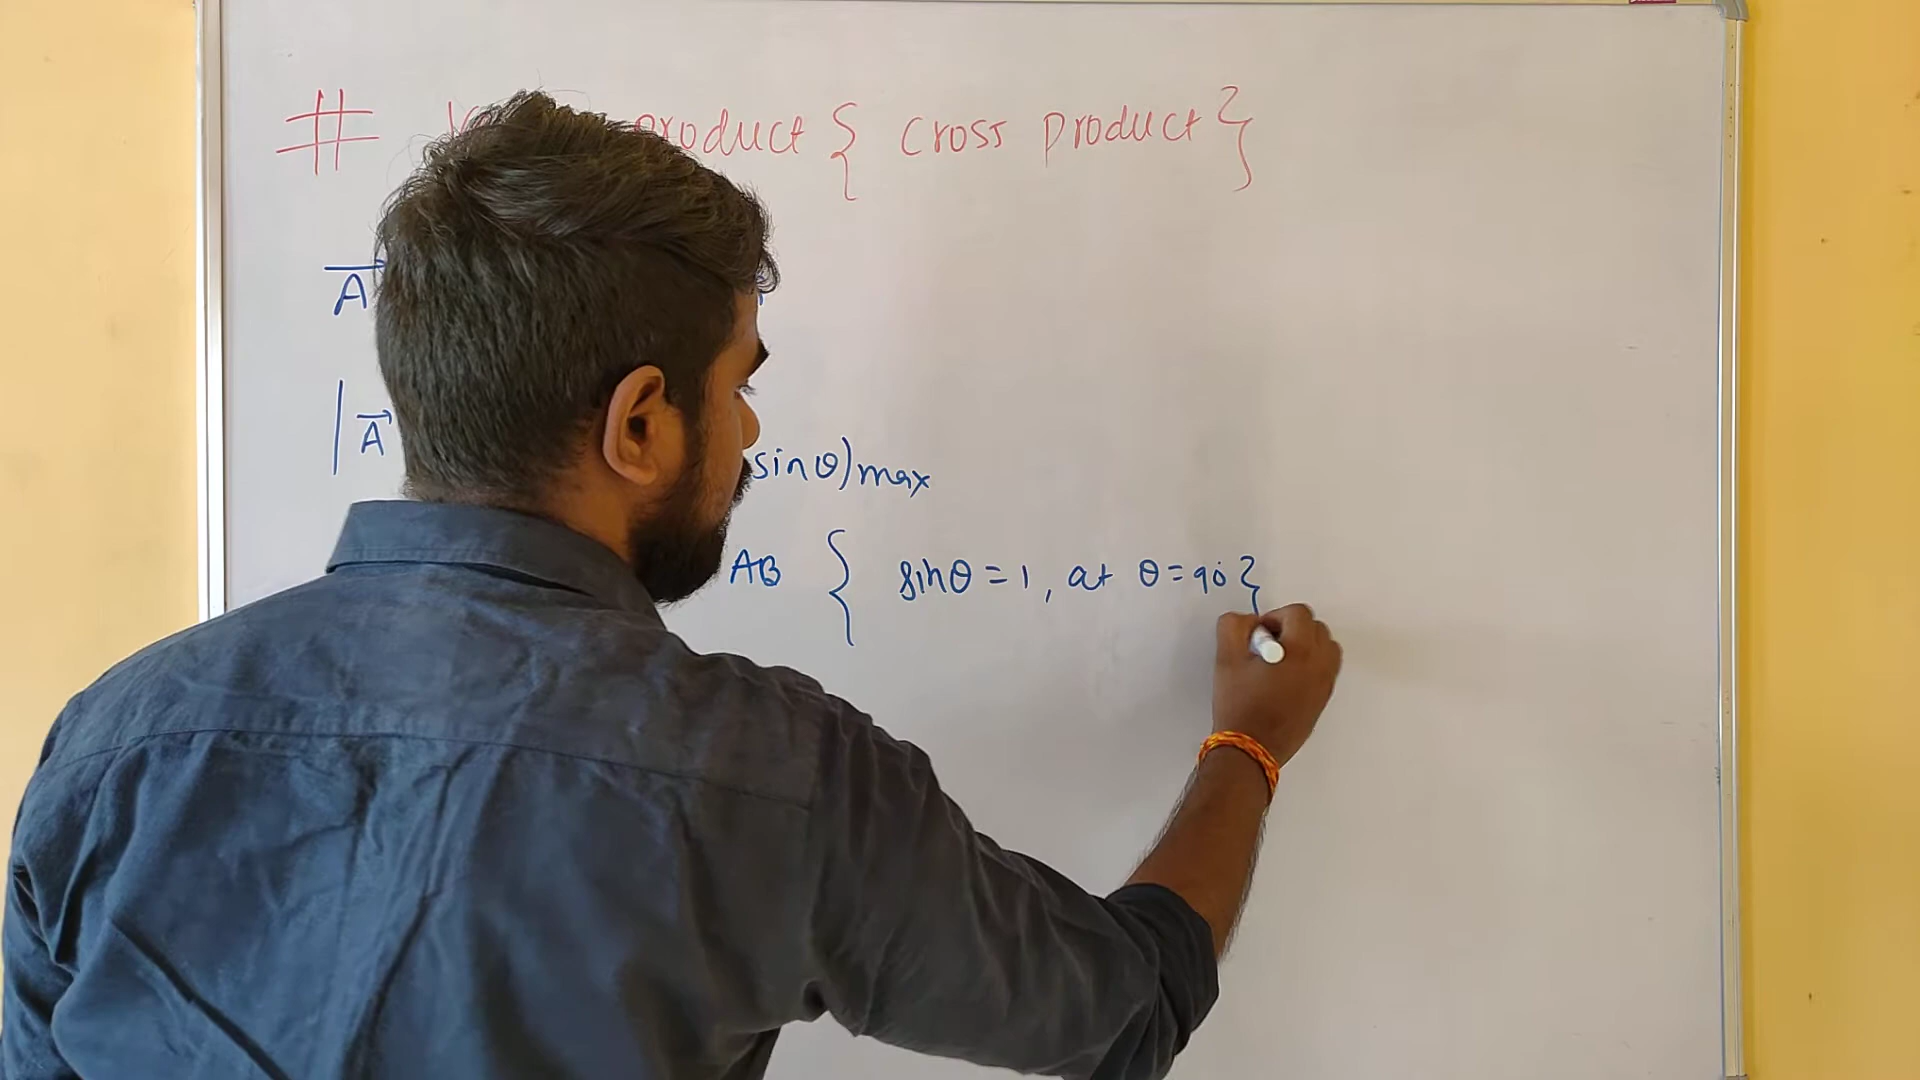 # product { cross product }
A
|A sinθ)max
AB { sinθ = 1, at θ = 90° }